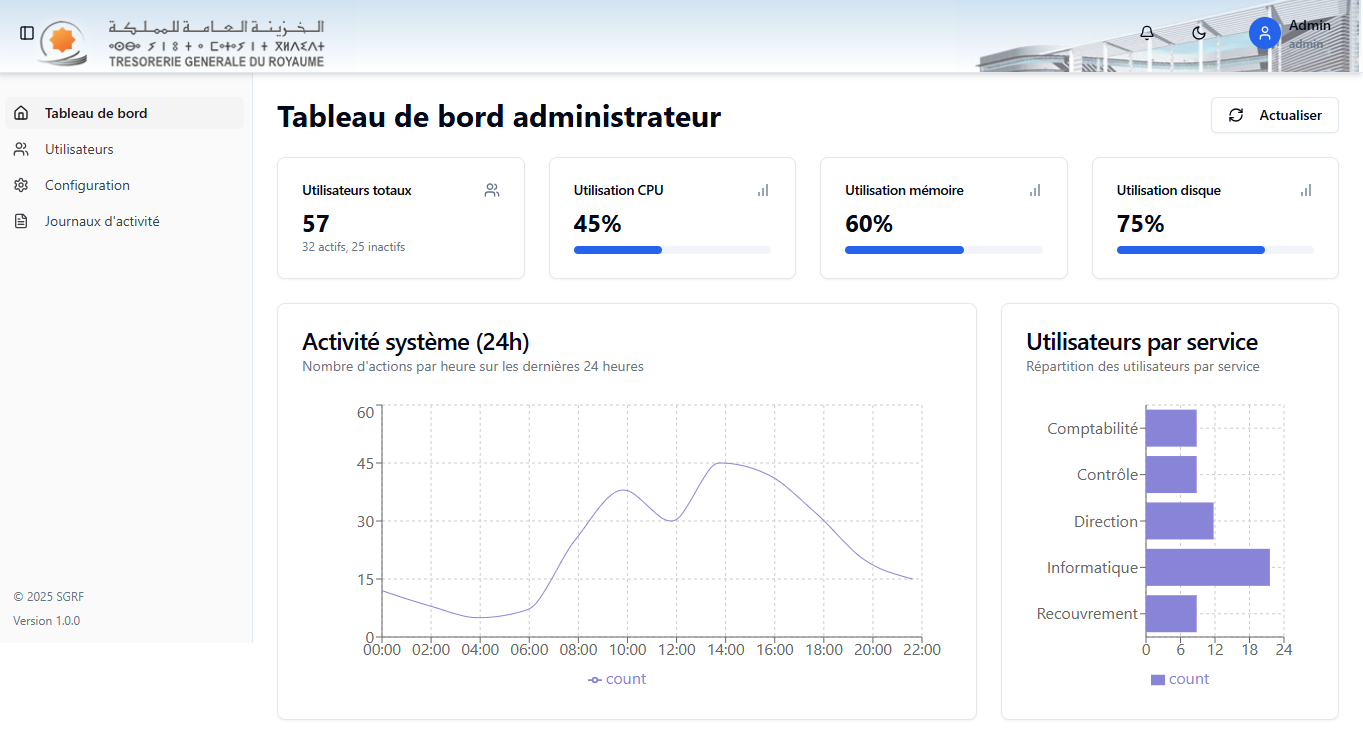 الخزينة العامة للمملكة
TRESORERIE GENERALE DU ROYAUME
Admin
admin
Tableau de bord
Utilisateurs
Configuration
Journaux d'activité
© 2025 SGRF
Version 1.0.0
Tableau de bord administrateur
Actualiser
Utilisateurs totaux
57
32 actifs, 25 inactifs
Utilisation CPU
45%
Utilisation mémoire
60%
Utilisation disque
75%
Activité système (24h)
Nombre d'actions par heure sur les dernières 24 heures
60
45
30
15
0
00:00 02:00 04:00 06:00 08:00 10:00 12:00 14:00 16:00 18:00 20:00 22:00
count
Utilisateurs par service
Répartition des utilisateurs par service
Comptabilité
Contrôle
Direction
Informatique
Recouvrement
0 6 12 18 24
count